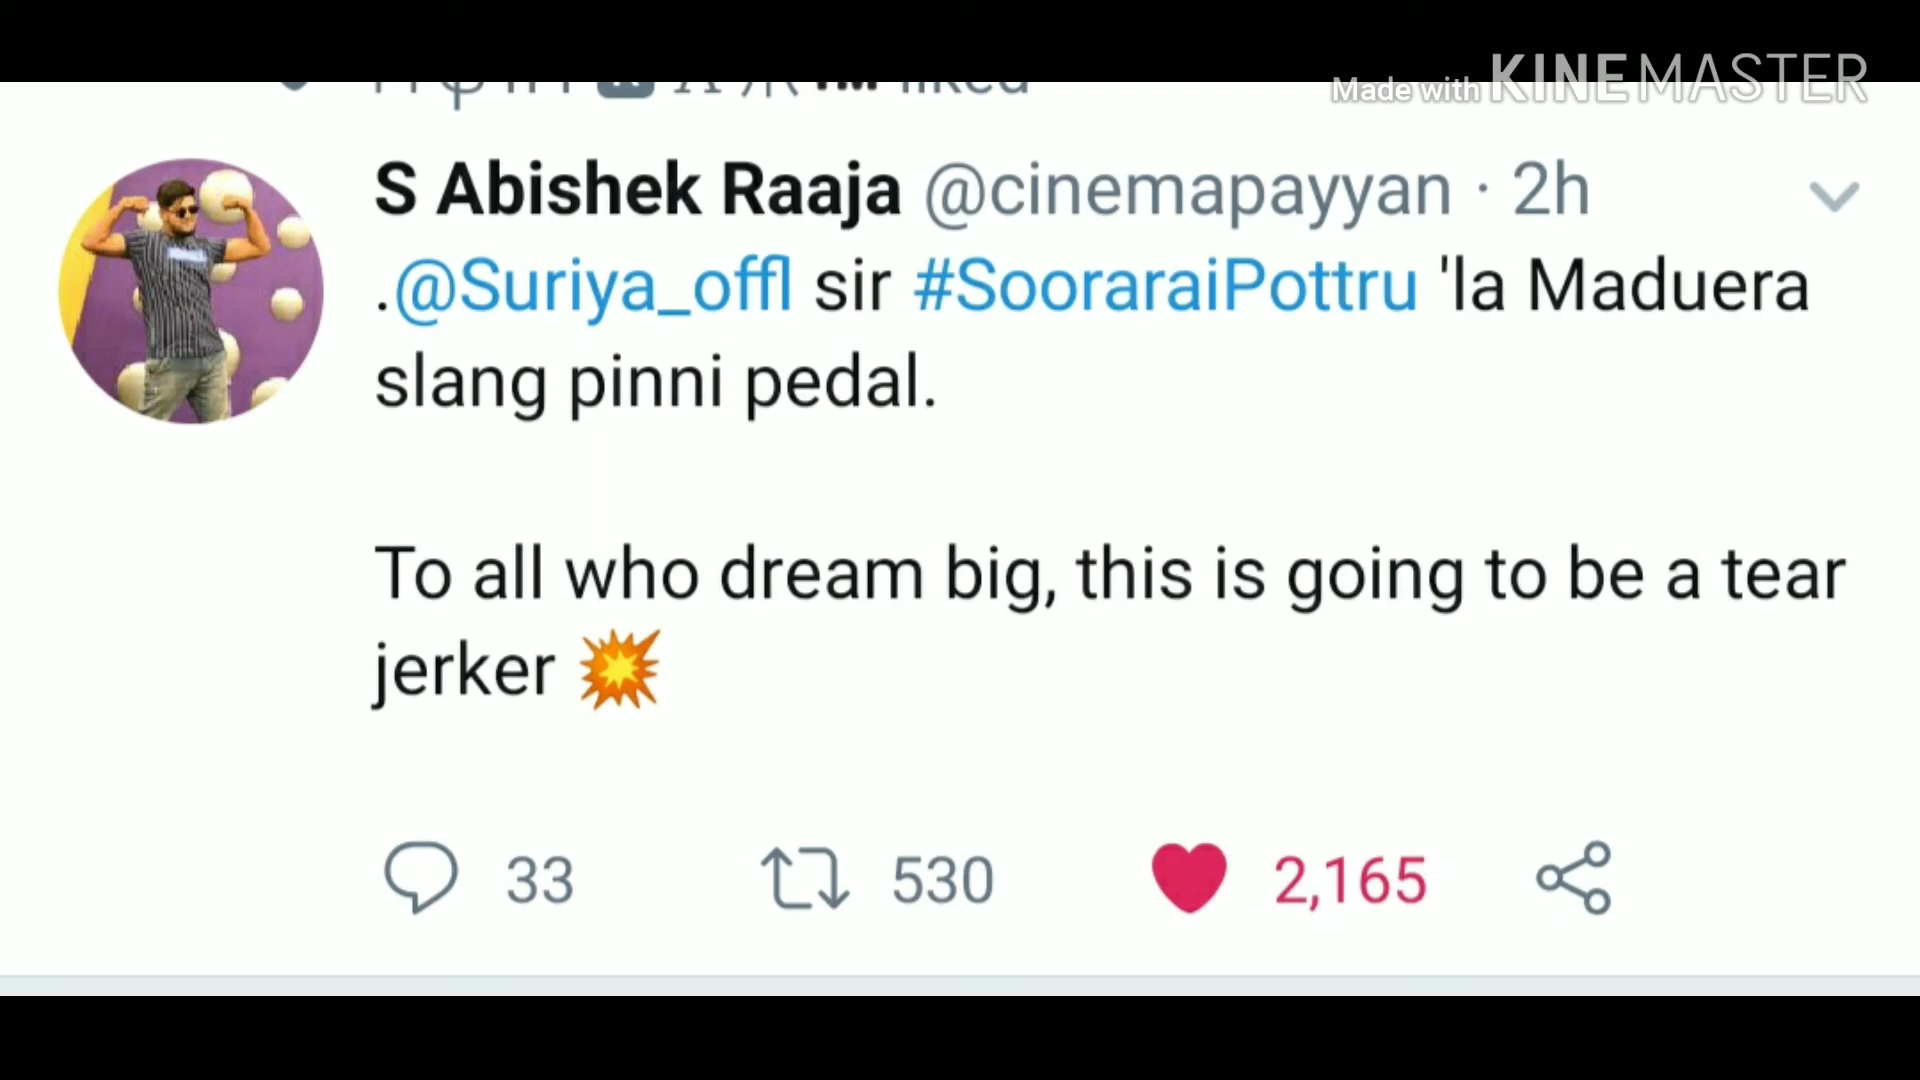 Made with KINEMASTER
liked
S Abishek Raaja @cinemapayyan · 2h
.@Suriya_offl sir #SooraraiPottru 'la Maduera
slang pinni pedal.
To all who dream big, this is going to be a tear
jerker 💥
33 530 2,165